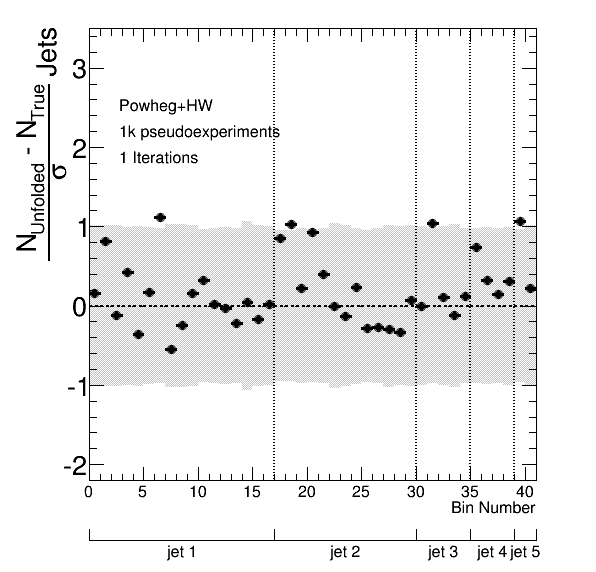 N_Unfolded - N_True Jets
σ
3
2
1
0
-1
-2
Powheg+HW
1k pseudoexperiments
1 Iterations
0 5 10 15 20 25 30 35 40
Bin Number
jet 1 jet 2 jet 3 jet 4 jet 5